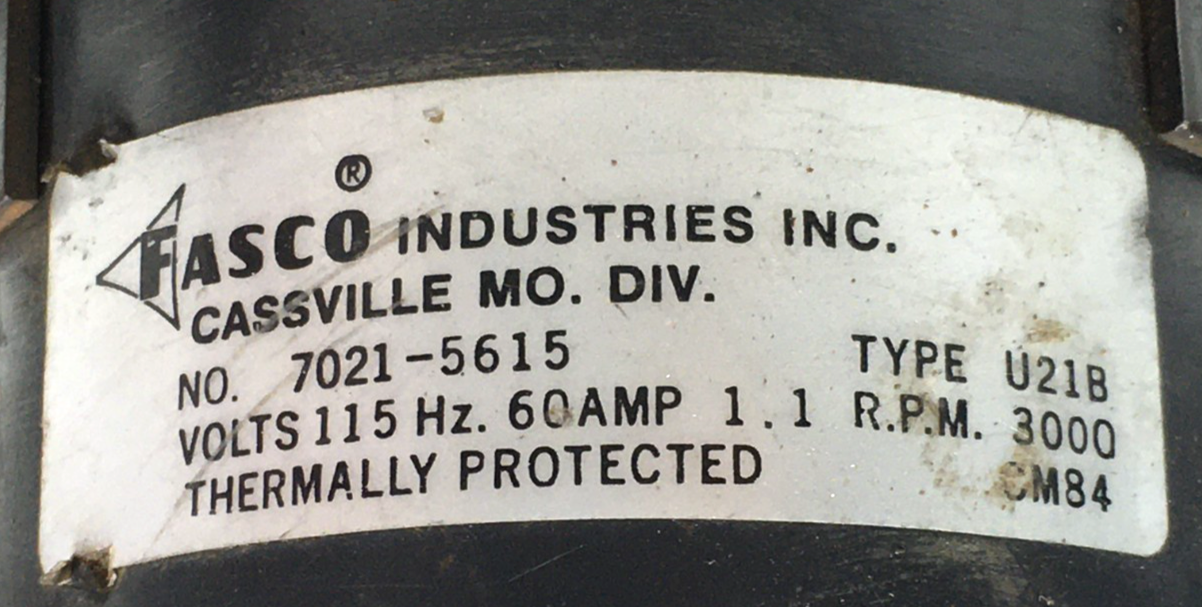 FASCO® INDUSTRIES INC.
CASSVILLE MO. DIV.
NO. 7021-5615 TYPE U21B
VOLTS 115 Hz. 60 AMP 1.1 R.P.M. 3000
THERMALLY PROTECTED